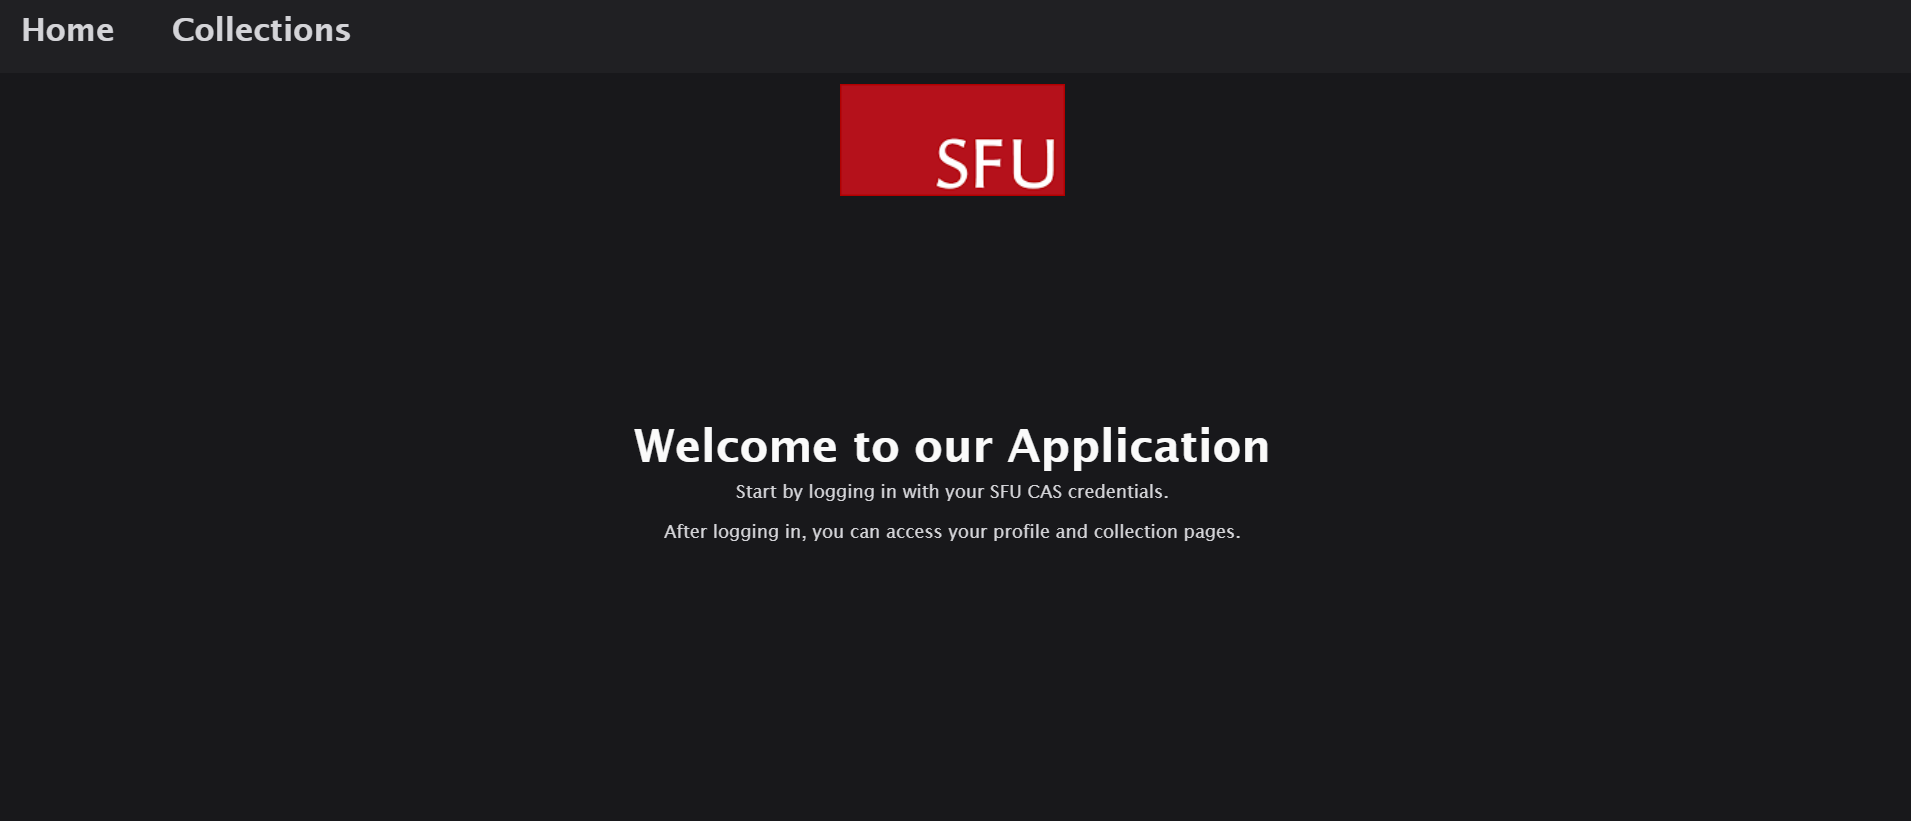 Home Collections
SFU
Welcome to our Application
Start by logging in with your SFU CAS credentials.
After logging in, you can access your profile and collection pages.